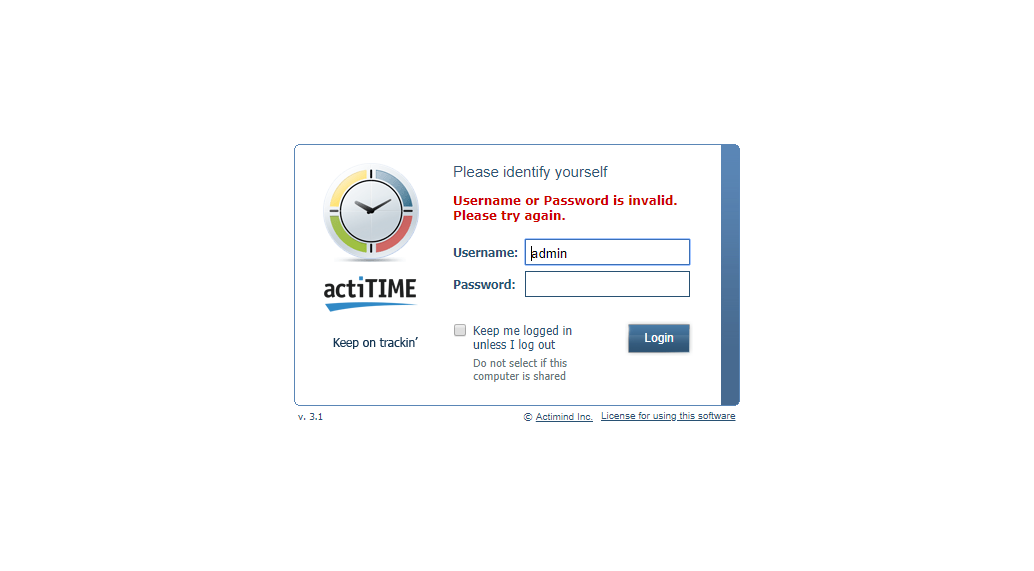 Please identify yourself
Username or Password is invalid.
Please try again.
Username: admin
Password:
actiTIME
Keep on trackin’
Keep me logged in
unless I log out
Login
Do not select if this
computer is shared
v. 3.1
© Actimind Inc. License for using this software